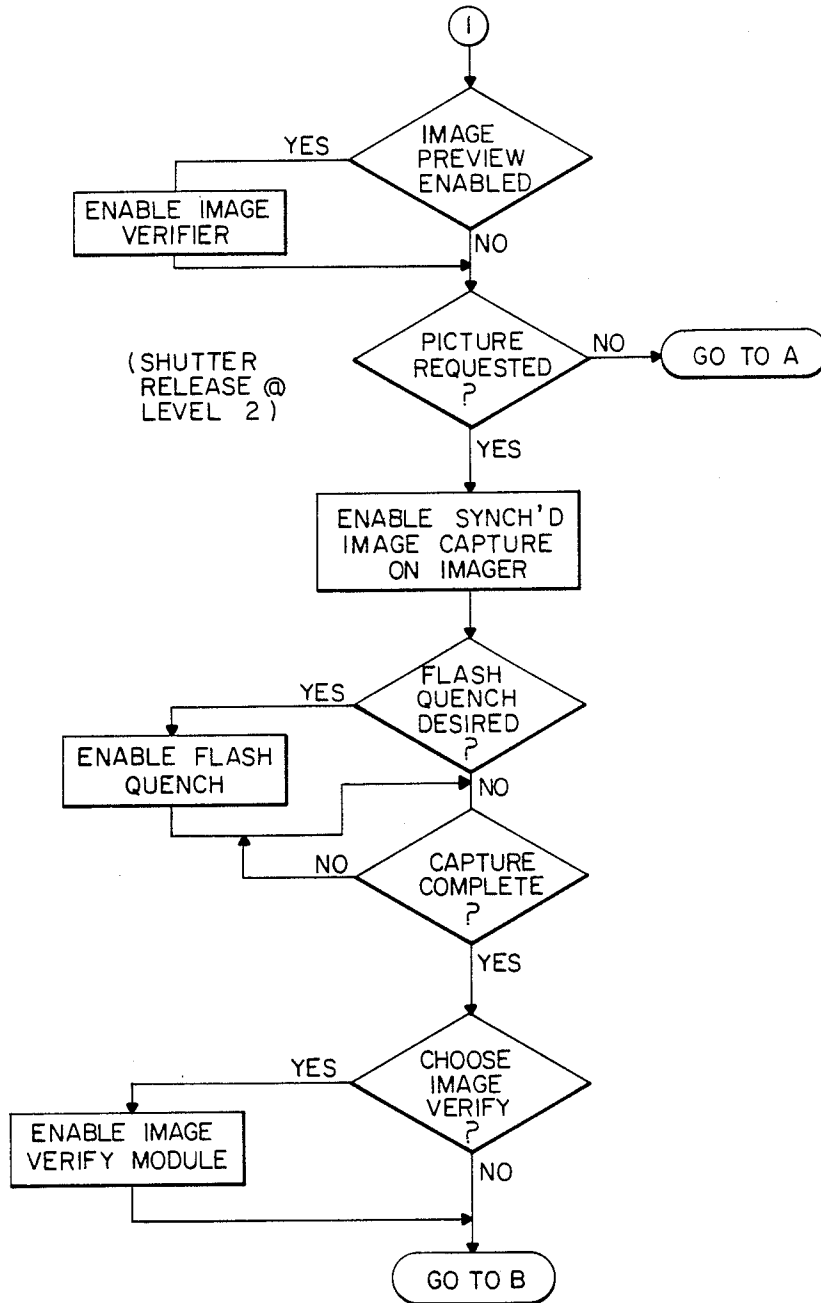 1
IMAGE
PREVIEW
ENABLED
YES
ENABLE IMAGE
VERIFIER
NO
(SHUTTER
RELEASE @
LEVEL 2)
PICTURE
REQUESTED
?
NO
GO TO A
YES
ENABLE SYNCH'D
IMAGE CAPTURE
ON IMAGER
FLASH
QUENCH
DESIRED
?
YES
ENABLE FLASH
QUENCH
NO
CAPTURE
COMPLETE
?
NO
YES
CHOOSE
IMAGE
VERIFY
?
YES
ENABLE IMAGE
VERIFY MODULE
NO
GO TO B